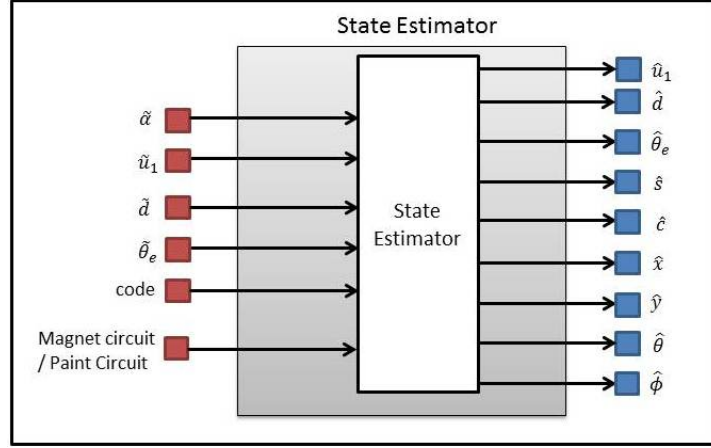 State Estimator
α̃
ũ₁
d̃
θ̃ₑ
code
Magnet circuit
/ Paint Circuit
State
Estimator
û₁
d̂
θ̂ₑ
ŝ
ĉ
x̂
ŷ
θ̂
ϕ̂